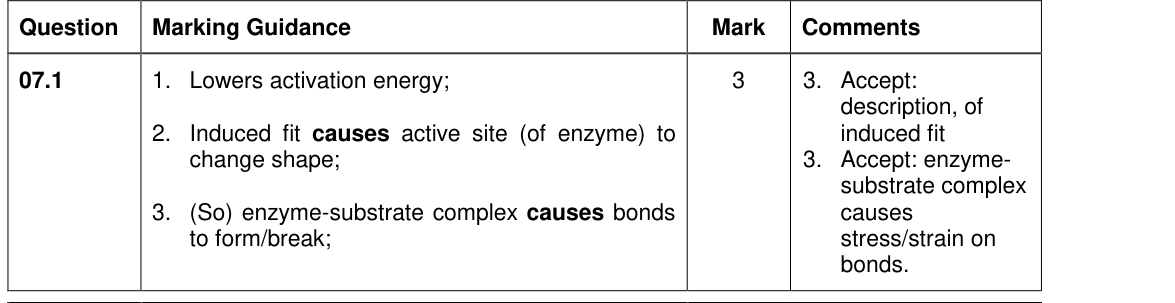 Question Marking Guidance Mark Comments
07.1 1. Lowers activation energy; 3 3. Accept:
description, of
2. Induced fit causes active site (of enzyme) to induced fit
change shape; 3. Accept: enzyme-
substrate complex
3. (So) enzyme-substrate complex causes bonds causes
to form/break; stress/strain on
bonds.